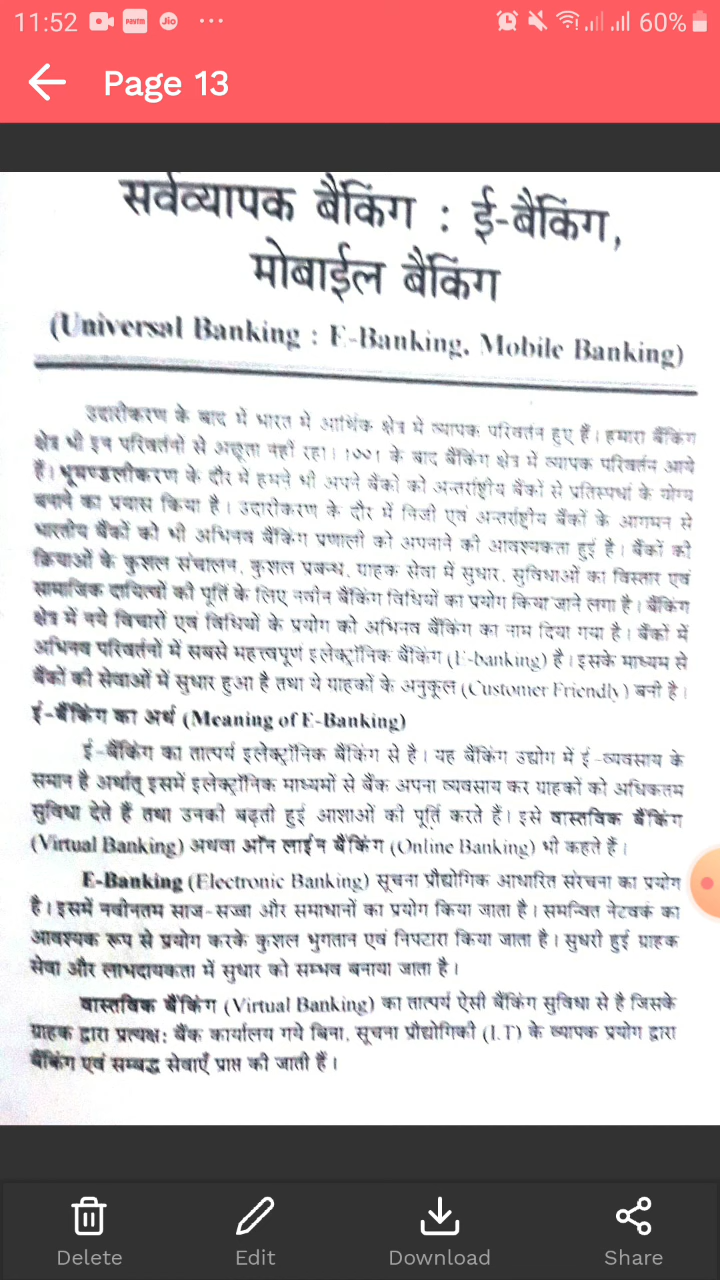 11:52 Paytm Jio ... 60%
Page 13
सर्वव्यापक बैंकिंग : ई-बैंकिंग,
मोबाईल बैंकिंग
(Universal Banking : E-Banking, Mobile Banking)
उदारीकरण के बाद में भारत में आर्थिक क्षेत्र में व्यापक परिवर्तन हुए हैं। हमारा बैंकिंग
क्षेत्र भी इन परिवर्तनों से अछूता नहीं रहा। 1991 के बाद बैंकिंग क्षेत्र में व्यापक परिवर्तन आये
हैं। भूमण्डलीकरण के दौर में हमने भी अपने बैंकों को अन्तर्राष्ट्रीय बैंकों से प्रतिस्पर्धा के योग्य
बनाने का प्रयास किया है। उदारीकरण के दौर में निजी एवं अन्तर्राष्ट्रीय बैंकों के आगमन से
भारतीय बैंकों को भी अभिनव बैंकिंग प्रणाली को अपनाने की आवश्यकता हुई है। बैंकों की
क्रियाओं के कुशल संचालन, कुशल प्रबन्ध, ग्राहक सेवा में सुधार, सुविधाओं का विस्तार एवं
सामाजिक दायित्वों की पूर्ति के लिए नवीन बैंकिंग विधियों का प्रयोग किया जाने लगा है। बैंकिंग
क्षेत्र में नये विचारों एवं विधियों के प्रयोग को अभिनव बैंकिंग का नाम दिया गया है। बैंकों में
अभिनव परिवर्तनों में सबसे महत्त्वपूर्ण इलेक्ट्रॉनिक बैंकिंग (E-banking) है। इसके माध्यम से
बैंकों की सेवाओं में सुधार हुआ है तथा ये ग्राहकों के अनुकूल (Customer Friendly) बनी है।
ई-बैंकिंग का अर्थ (Meaning of E-Banking)
ई-बैंकिंग का तात्पर्य इलेक्ट्रॉनिक बैंकिंग से है। यह बैंकिंग उद्योग में ई-व्यवसाय के
समान है अर्थात् इसमें इलेक्ट्रॉनिक माध्यमों से बैंक अपना व्यवसाय कर ग्राहकों को अधिकतम
सुविधा देते हैं तथा उनकी बढ़ती हुई आशाओं की पूर्ति करते हैं। इसे वास्तविक बैंकिंग
(Virtual Banking) अथवा ऑन लाईन बैंकिंग (Online Banking) भी कहते हैं।
E-Banking (Electronic Banking) सूचना प्रौद्योगिक आधारित संरचना का प्रयोग
है। इसमें नवीनतम साज-सज्जा और समाधानों का प्रयोग किया जाता है। समन्वित नेटवर्क का
आवश्यक रूप से प्रयोग करके कुशल भुगतान एवं निपटारा किया जाता है। सुधरी हुई ग्राहक
सेवा और लाभदायकता में सुधार को सम्भव बनाया जाता है।
वास्तविक बैंकिंग (Virtual Banking) का तात्पर्य ऐसी बैंकिंग सुविधा से है जिसके
ग्राहक द्वारा प्रत्यक्ष: बैंक कार्यालय गये बिना, सूचना प्रौद्योगिकी (I.T) के व्यापक प्रयोग द्वारा
बैंकिंग एवं सम्बद्ध सेवाएँ प्राप्त की जाती हैं।
Delete Edit Download Share